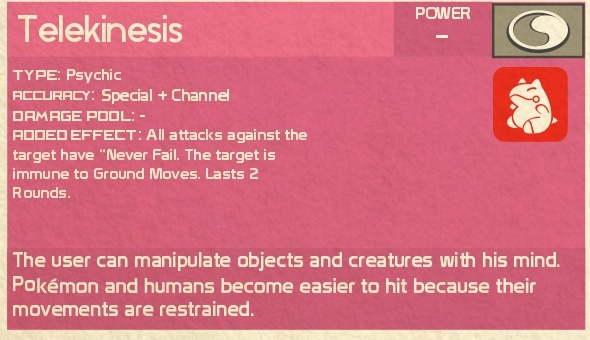 Telekinesis
POWER
–
TYPE: Psychic
ACCURACY: Special + Channel
DAMAGE POOL: -
ADDED EFFECT: All attacks against the
target have "Never Fail. The target is
immune to Ground Moves. Lasts 2
Rounds.
The user can manipulate objects and creatures with his mind.
Pokémon and humans become easier to hit because their
movements are restrained.